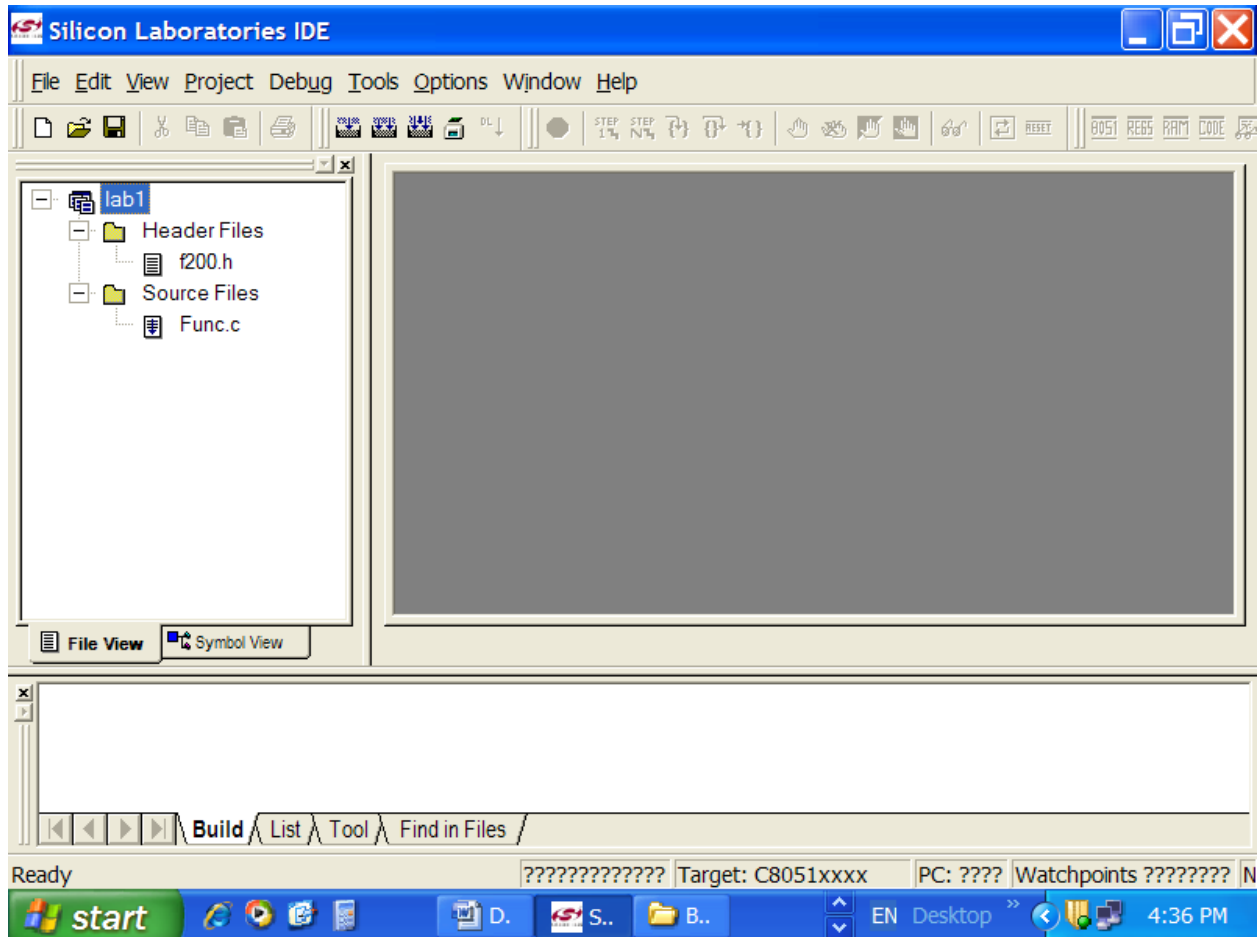 Silicon Laboratories IDE
File Edit View Project Debug Tools Options Window Help
DL STEP 1 STEP N RESET 8051 REGS RAM CODE
lab1
Header Files
f200.h
Source Files
Func.c
File View Symbol View
Build List Tool Find in Files
Ready ????????????? Target: C8051xxxx PC: ???? Watchpoints ???????? N
start D. S.. B.. EN Desktop » 4:36 PM